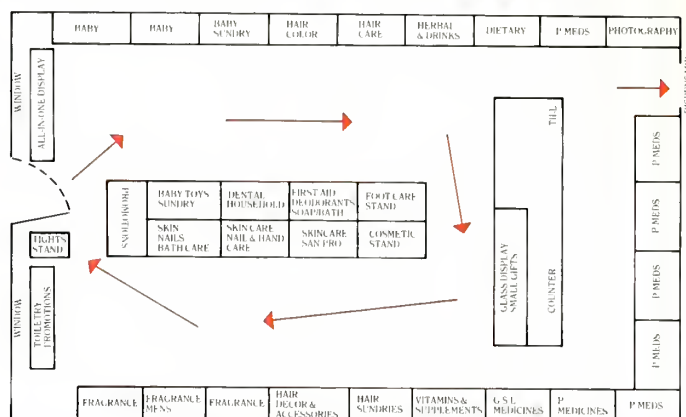 BABY
BABY
BABY
SUNDRY
HAIR
COLOR
HAIR
CARE
HERBAL
& DRINKS
DIETARY
P MEDS
PHOTOGRAPHY
WINDOW
ALL-IN-ONE DISPLAY
TILL
P MEDS
P MEDS
P MEDS
P MEDS
PROMOTIONS
BABY TOYS
SUNDRY
DENTAL
HOUSEHOLD
FIRST AID
DEODORANTS
SOAP/BATH
FOOT CARE
STAND
SKIN
NAILS
BATH CARE
SKIN CARE
NAIL & HAND
CARE
SKINCARE
SAN PRO
COSMETIC
STAND
GLASS DISPLAY
SMALL GIFTS
COUNTER
TIGHTS
STAND
WINDOW
TOILETRY
PROMOTIONS
FRAGRANCE
FRAGRANCE
MENS
FRAGRANCE
HAIR
DECOR &
ACCESSORIES
HAIR
SUNDRIES
VITAMINS &
SUPPLEMENTS
G S L
MEDICINES
P
MEDICINES
P MEDS